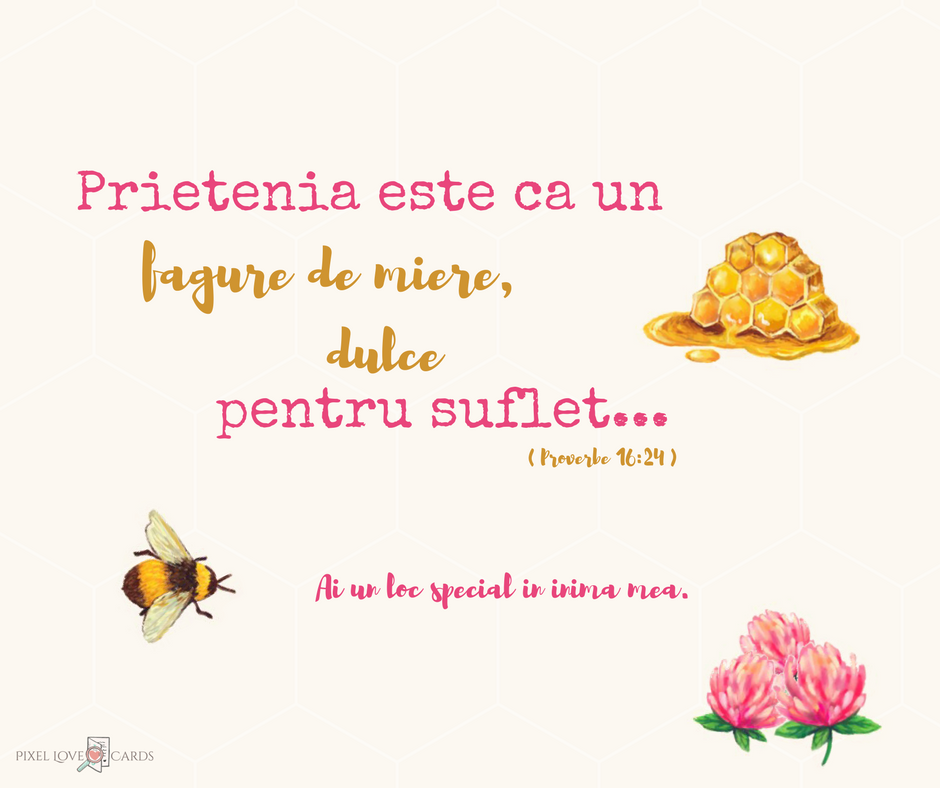 Prietenia este ca un
fagure de miere,
dulce
pentru suflet...
( Proverbe 16:24 )
Ai un loc special in inima mea.
PIXEL LOVE CARDS